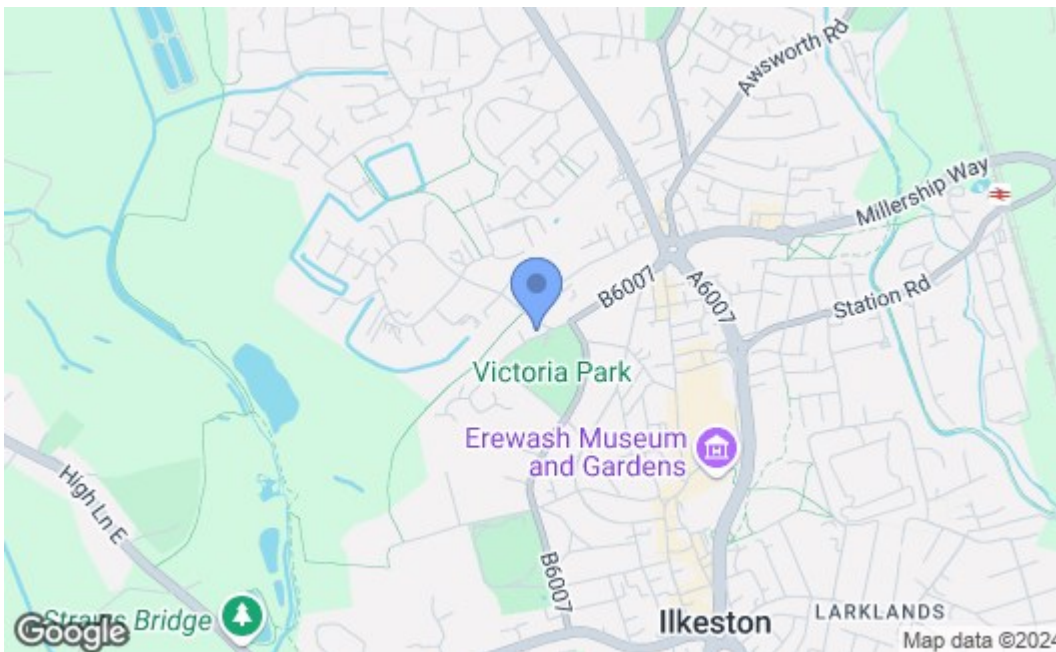 Awsworth Rd
Millership Way
B6007
A6007
Station Rd
Victoria Park
Erewash Museum
and Gardens
High Ln E
B6007
Straws Bridge
Ilkeston
LARKLANDS
Google
Map data ©2024